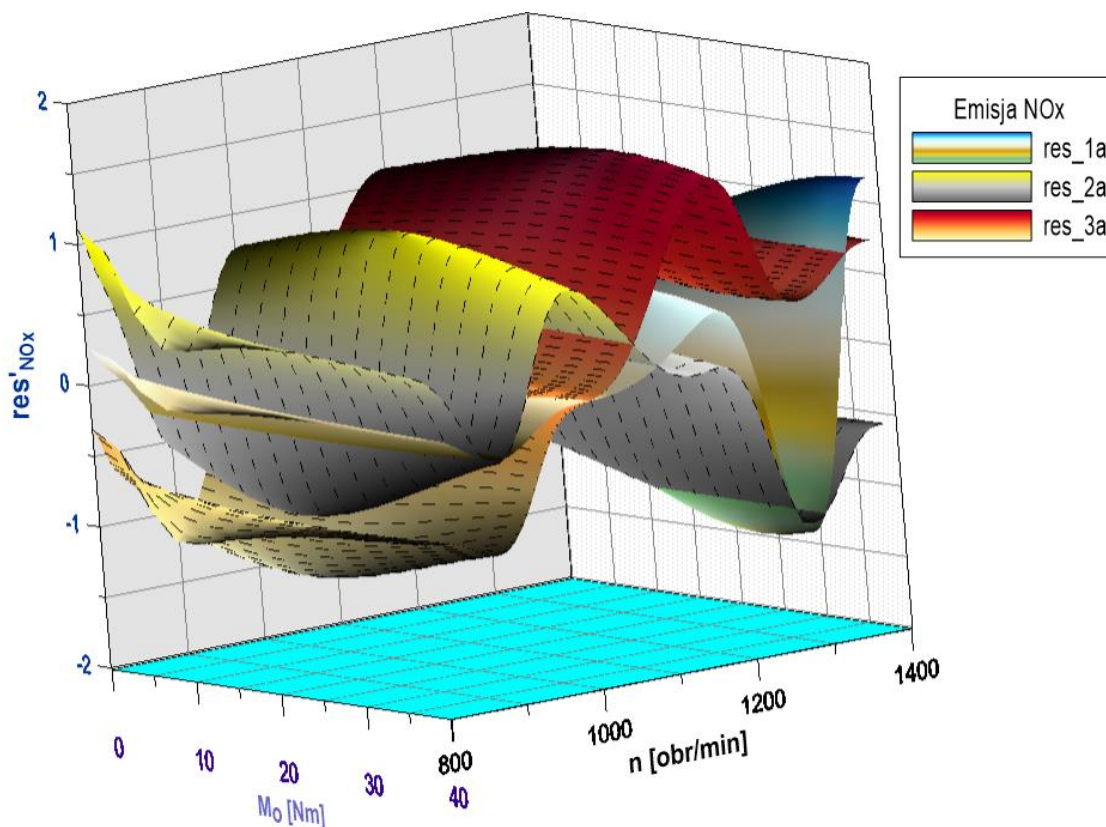 2
1
0
-1
-2
res'NOx
0
10
20
30
40
Mo [Nm]
800
1000
1200
1400
n [obr/min]
Emisja NOx
res_1a
res_2a
res_3a